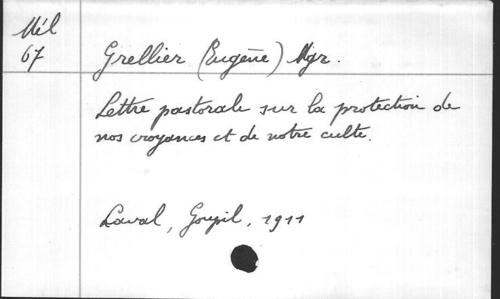 Mél
67
Grellier (Eugène) Mgr.
Lettre pastorale sur la protection de
nos croyances et de notre culte.
Laval, Goupil, 1911